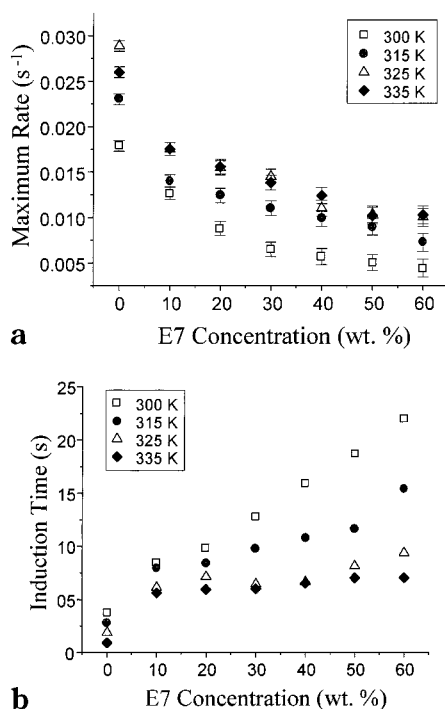 0.030
0.025
0.020
0.015
0.010
0.005
Maximum Rate (s⁻¹)
300 K
315 K
325 K
335 K
0 10 20 30 40 50 60
E7 Concentration (wt. %)
a
25
20
15
10
05
0
Induction Time (s)
300 K
315 K
325 K
335 K
0 10 20 30 40 50 60
E7 Concentration (wt. %)
b